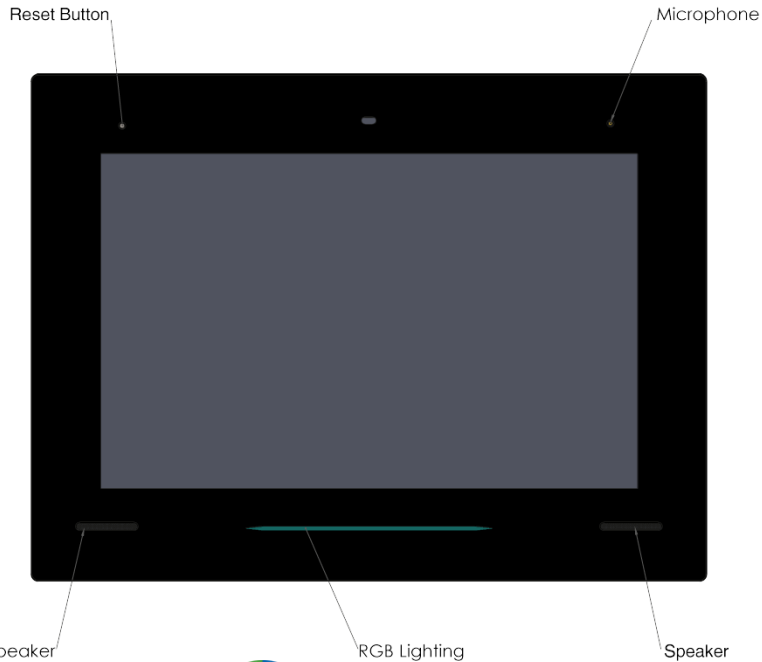 Reset Button
Microphone
peaker
RGB Lighting
Speaker